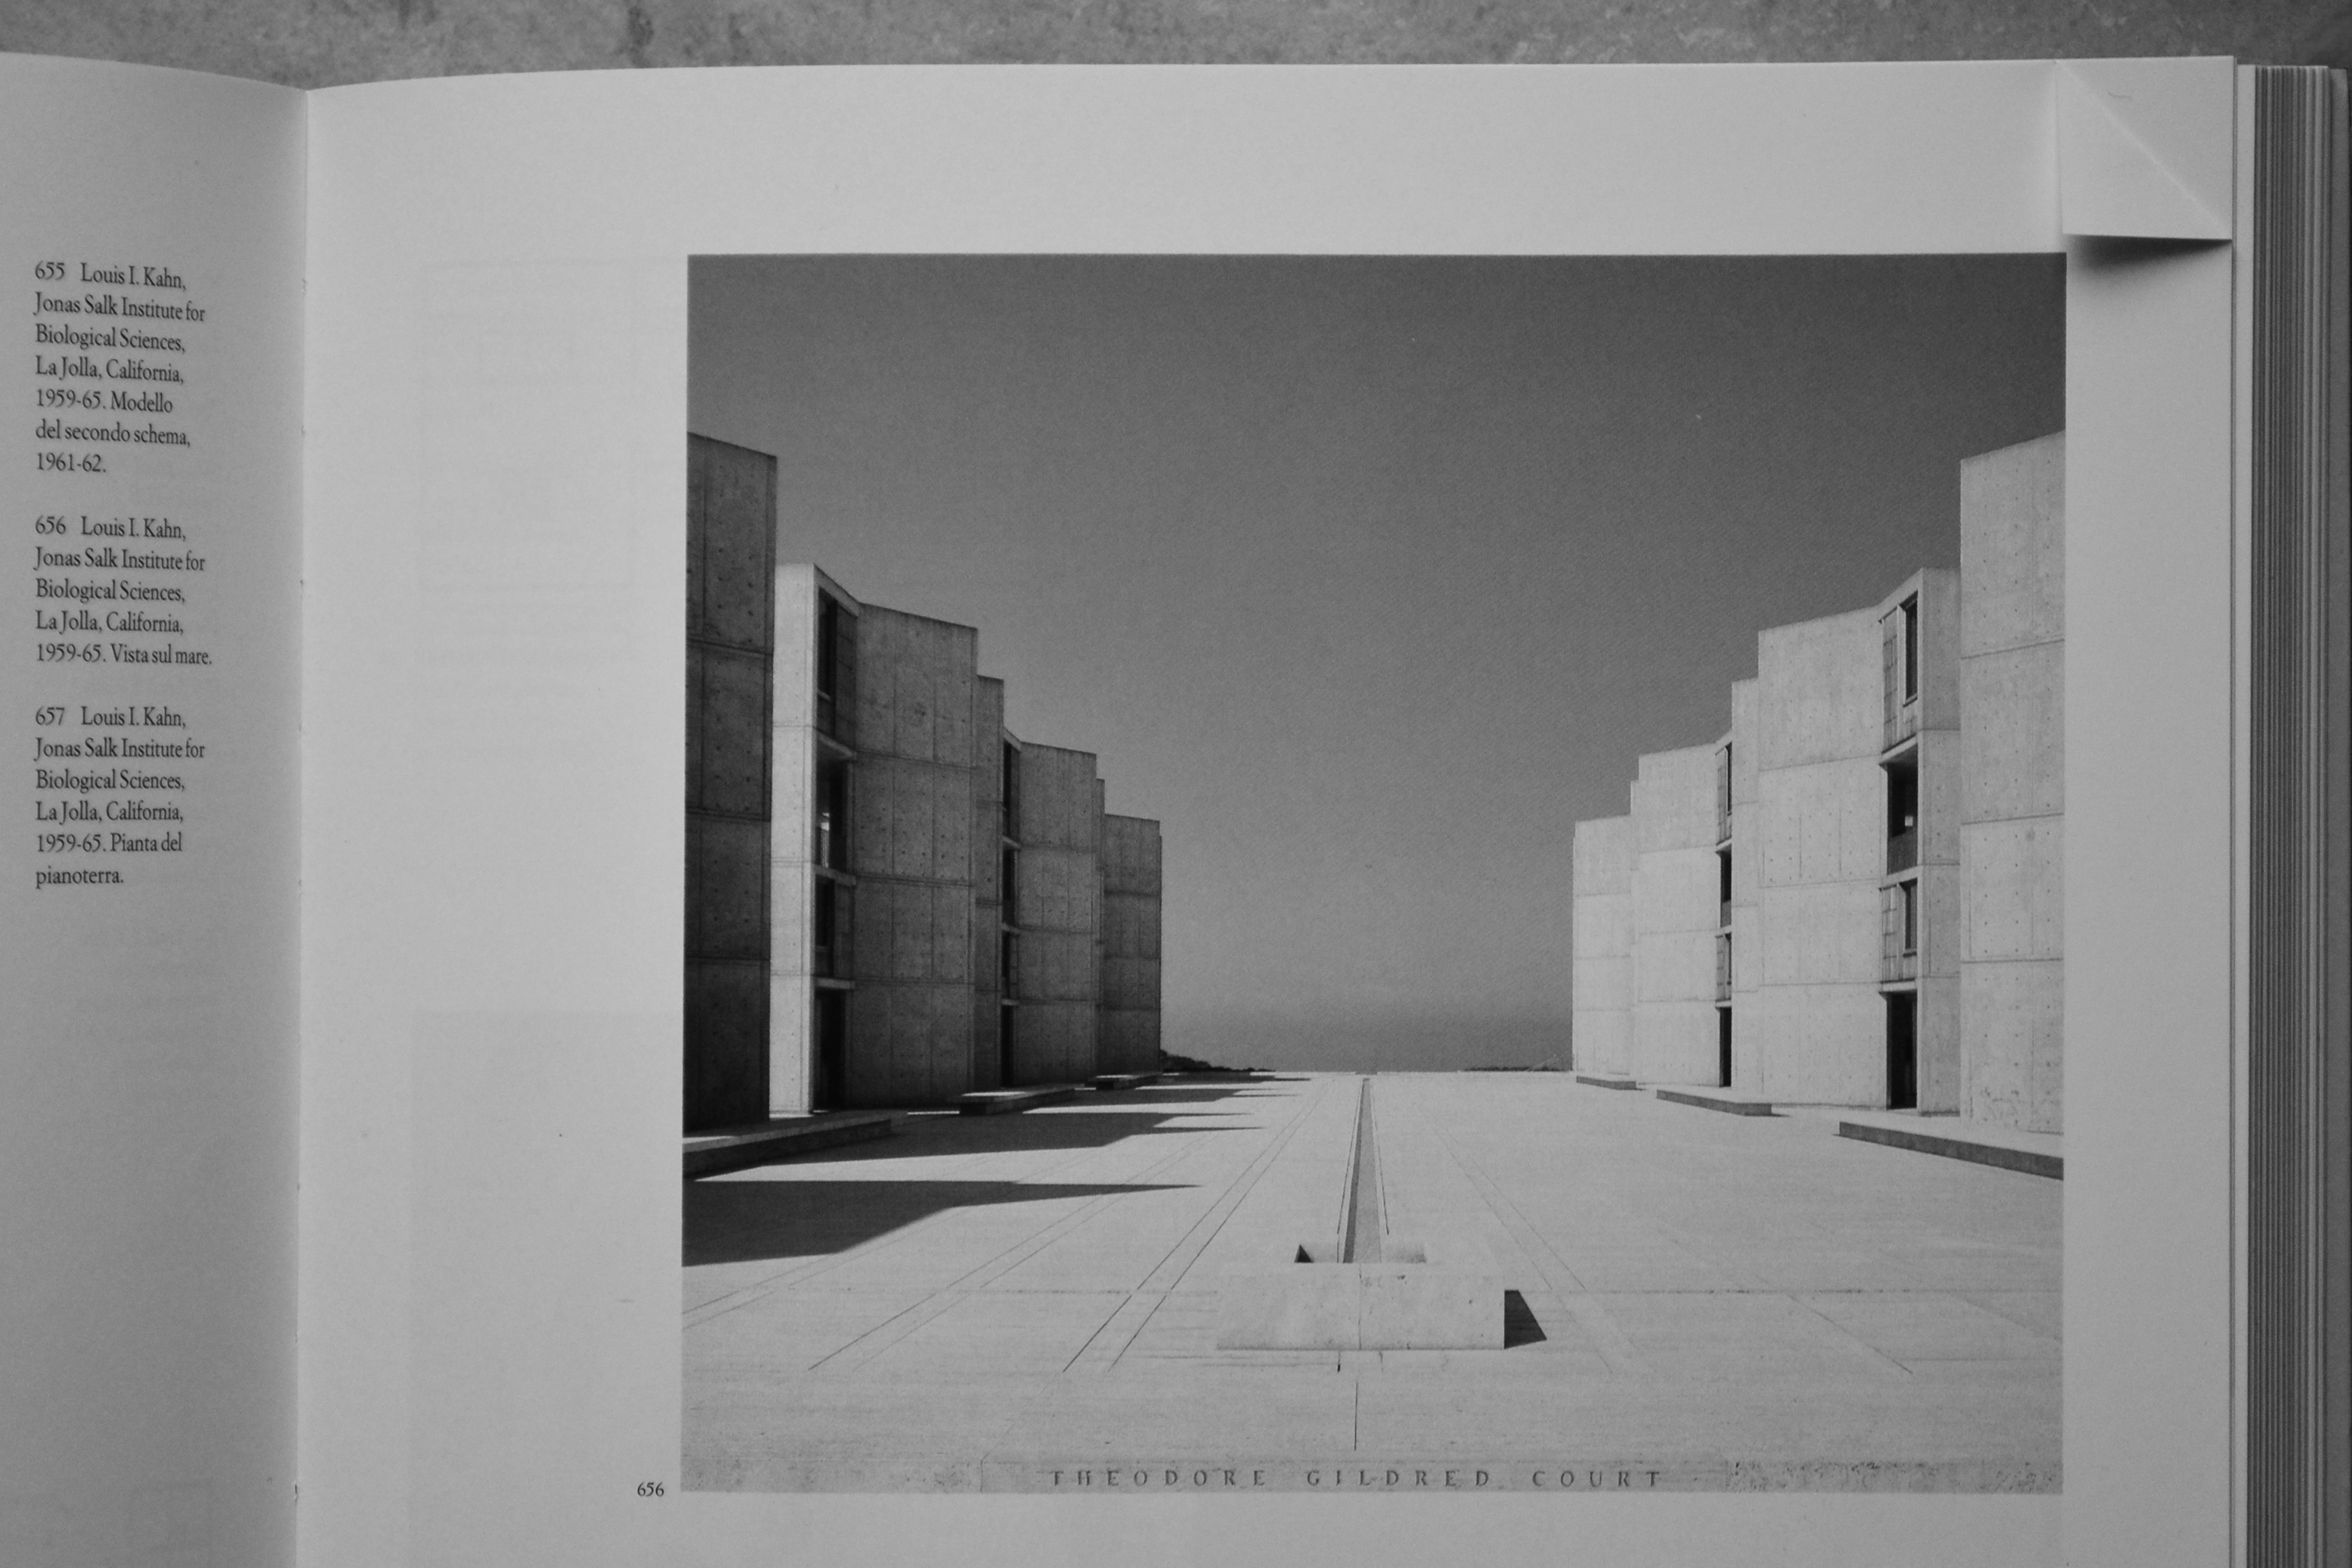 655 Louis I. Kahn,
Jonas Salk Institute for
Biological Sciences,
La Jolla, California,
1959-65. Modello
del secondo schema,
1961-62.
656 Louis I. Kahn,
Jonas Salk Institute for
Biological Sciences,
La Jolla, California,
1959-65. Vista sul mare.
657 Louis I. Kahn,
Jonas Salk Institute for
Biological Sciences,
La Jolla, California,
1959-65. Pianta del
pianoterra.
THEODORE GILDRED COURT
656